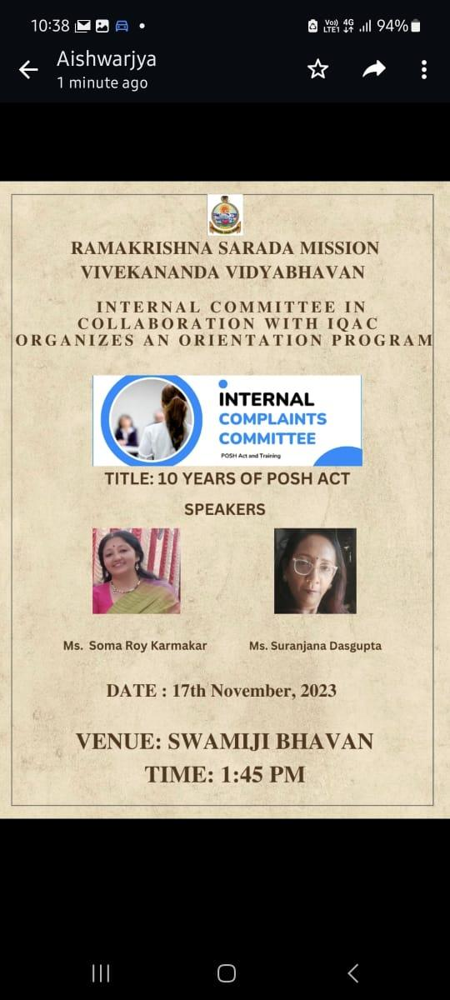 10:38
Vo))
LTE1
4G
94%
Aishwarjya
1 minute ago
RAMAKRISHNA SARADA MISSION
VIVEKANANDA VIDYABHAVAN
INTERNAL COMMITTEE IN
COLLABORATION WITH IQAC
ORGANIZES AN ORIENTATION PROGRAM
INTERNAL
COMPLAINTS
COMMITTEE
POSH Act and Training
TITLE: 10 YEARS OF POSH ACT
SPEAKERS
Ms. Soma Roy Karmakar
Ms. Suranjana Dasgupta
DATE : 17th November, 2023
VENUE: SWAMIJI BHAVAN
TIME: 1:45 PM